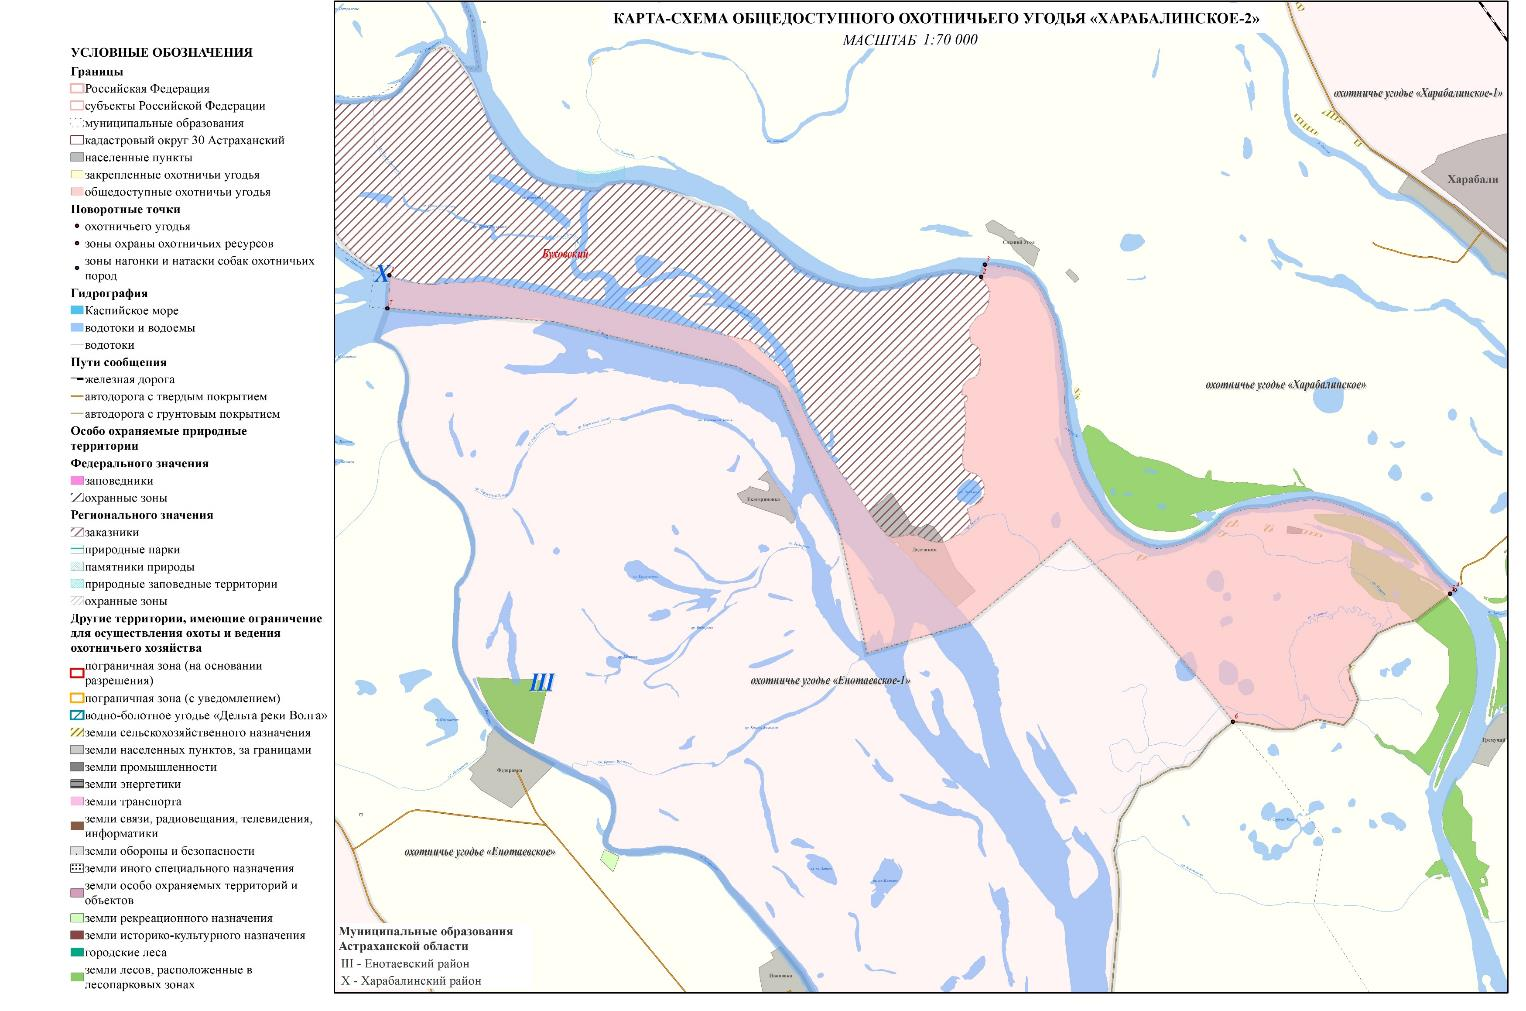 КАРТА-СХЕМА ОБЩЕДОСТУПНОГО ОХОТНИЧЬЕГО УГОДЬЯ «ХАРАБАЛИНСКОЕ-2»
МАСШТАБ 1:70 000
УСЛОВНЫЕ ОБОЗНАЧЕНИЯ
Границы
Российская Федерация
субъекты Российской Федерации
муниципальные образования
кадастровый округ 30 Астраханский
населенные пункты
закрепленные охотничьи угодья
общедоступные охотничьи угодья
Поворотные точки
охотничьего угодья
зоны охраны охотничьих ресурсов
зоны нагонки и натаски собак охотничьих
пород
Гидрография
Каспийское море
водотоки и водоемы
водотоки
Пути сообщения
железная дорога
автодорога с твердым покрытием
автодорога с грунтовым покрытием
Особо охраняемые природные
территории
Федерального значения
заповедники
охранные зоны
Регионального значения
заказники
природные парки
памятники природы
природные заповедные территории
охранные зоны
Другие территории, имеющие ограничение
для осуществления охоты и ведения
охотничьего хозяйства
пограничная зона (на основании
разрешения)
пограничная зона (с уведомлением)
водно-болотное угодье «Дельта реки Волга»
земли сельскохозяйственного назначения
земли населенных пунктов, за границами
земли промышленности
земли энергетики
земли транспорта
земли связи, радиовещания, телевидения,
информатики
земли обороны и безопасности
земли иного специального назначения
земли особо охраняемых территорий и
объектов
земли рекреационного назначения
земли историко-культурного назначения
городские леса
земли лесов, расположенные в
лесопарковых зонах
охотничье угодье «Харабалинское-1»
Харабали
Буховский
X
охотничье угодье «Харабалинское»
III
охотничье угодье «Енотаевское-1»
6
Федоровка
охотничье угодье «Енотаевское»
Муниципальные образования
Астраханской области
III - Енотаевский район
X - Харабалинский район